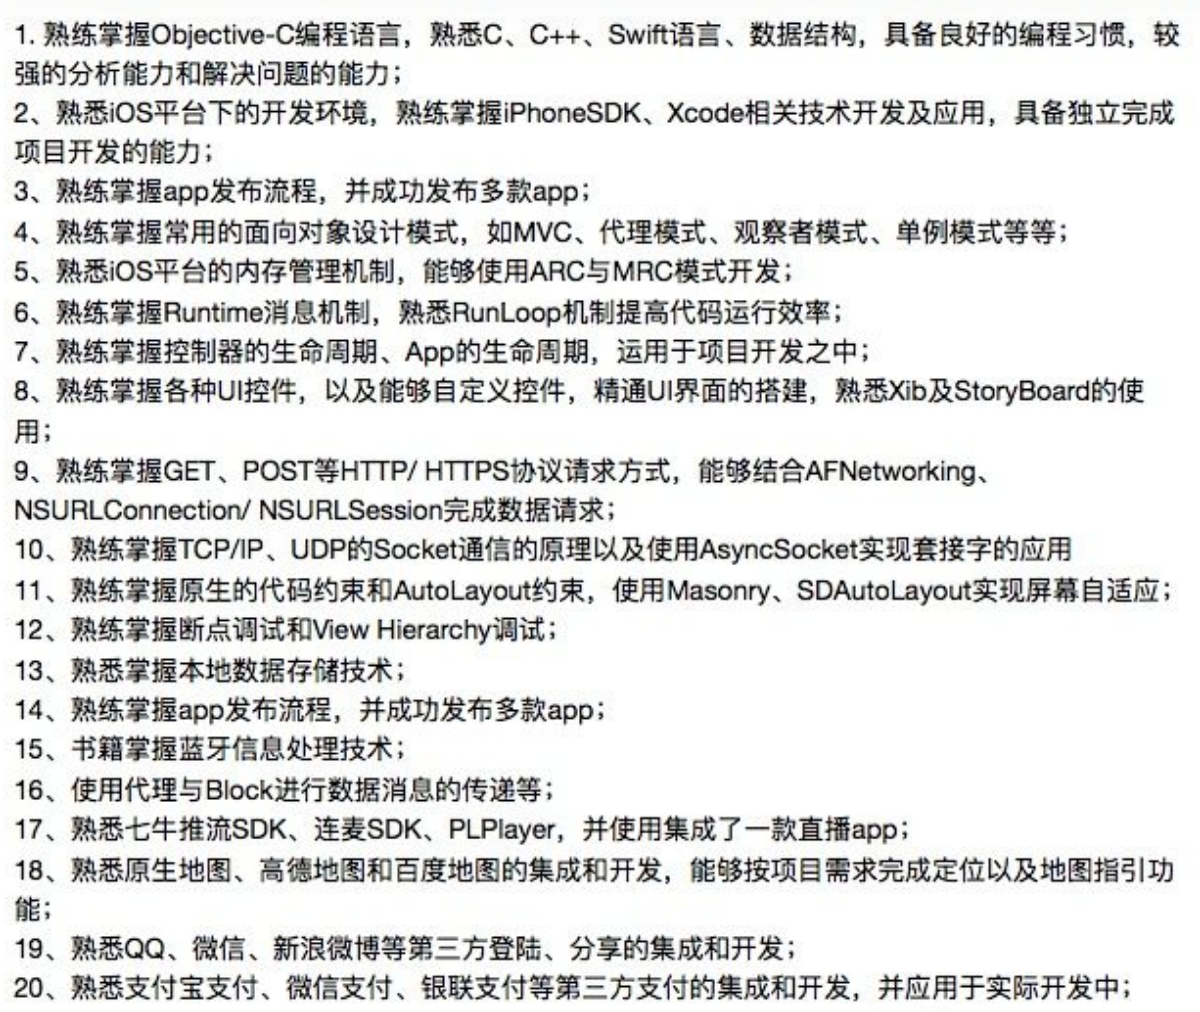 1. 熟练掌握Objective-C编程语言，熟悉C、C++、Swift语言、数据结构，具备良好的编程习惯，较
强的分析能力和解决问题的能力；
2、熟悉iOS平台下的开发环境，熟练掌握iPhoneSDK、Xcode相关技术开发及应用，具备独立完成
项目开发的能力；
3、熟练掌握app发布流程，并成功发布多款app；
4、熟练掌握常用的面向对象设计模式，如MVC、代理模式、观察者模式、单例模式等等；
5、熟悉iOS平台的内存管理机制，能够使用ARC与MRC模式开发；
6、熟练掌握Runtime消息机制，熟悉RunLoop机制提高代码运行效率；
7、熟练掌握控制器的生命周期、App的生命周期，运用于项目开发之中；
8、熟练掌握各种UI控件，以及能够自定义控件，精通UI界面的搭建，熟悉Xib及StoryBoard的使
用；
9、熟练掌握GET、POST等HTTP/ HTTPS协议请求方式，能够结合AFNetworking、
NSURLConnection/ NSURLSession完成数据请求；
10、熟练掌握TCP/IP、UDP的Socket通信的原理以及使用AsyncSocket实现套接字的应用
11、熟练掌握原生的代码约束和AutoLayout约束，使用Masonry、SDAutoLayout实现屏幕自适应；
12、熟练掌握断点调试和View Hierarchy调试；
13、熟悉掌握本地数据存储技术；
14、熟练掌握app发布流程，并成功发布多款app；
15、书籍掌握蓝牙信息处理技术；
16、使用代理与Block进行数据消息的传递等；
17、熟悉七牛推流SDK、连麦SDK、PLPlayer，并使用集成了一款直播app；
18、熟悉原生地图、高德地图和百度地图的集成和开发，能够按项目需求完成定位以及地图指引功
能；
19、熟悉QQ、微信、新浪微博等第三方登陆、分享的集成和开发；
20、熟悉支付宝支付、微信支付、银联支付等第三方支付的集成和开发，并应用于实际开发中；